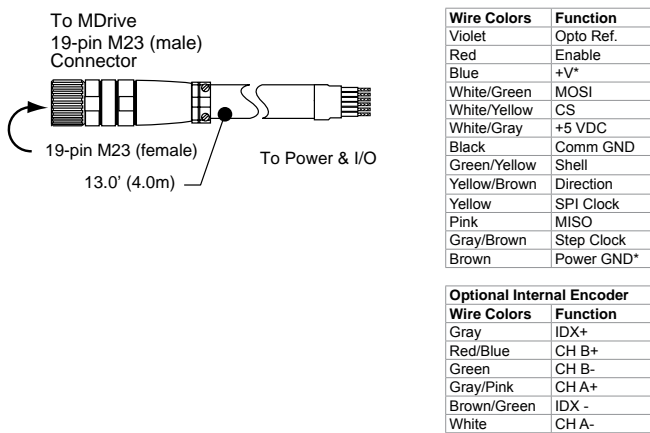 To MDrive
19-pin M23 (male)
Connector
19-pin M23 (female)
13.0' (4.0m)
To Power & I/O
Wire Colors Function
Violet Opto Ref.
Red Enable
Blue +V*
White/Green MOSI
White/Yellow CS
White/Gray +5 VDC
Black Comm GND
Green/Yellow Shell
Yellow/Brown Direction
Yellow SPI Clock
Pink MISO
Gray/Brown Step Clock
Brown Power GND*
Optional Internal Encoder
Wire Colors Function
Gray IDX+
Red/Blue CH B+
Green CH B-
Gray/Pink CH A+
Brown/Green IDX -
White CH A-